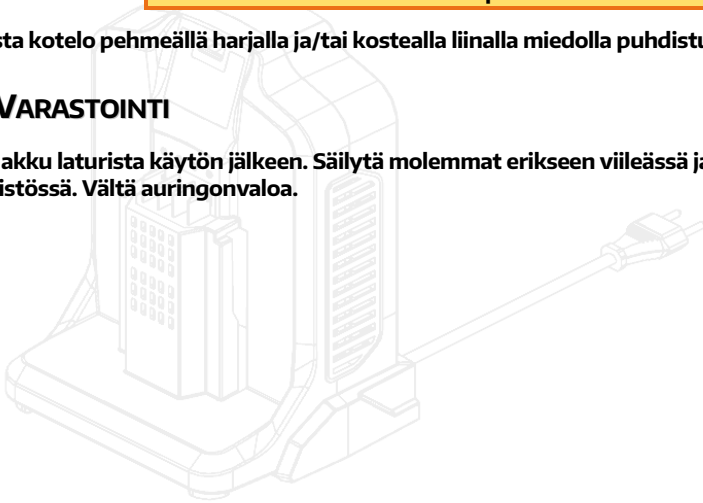 sta kotelo pehmeällä harjalla ja/tai kostealla liinalla miedolla puhdistu
VARASTOINTI
akku laturista käytön jälkeen. Säilytä molemmat erikseen viileässä ja
istössä. Vältä auringonvaloa.